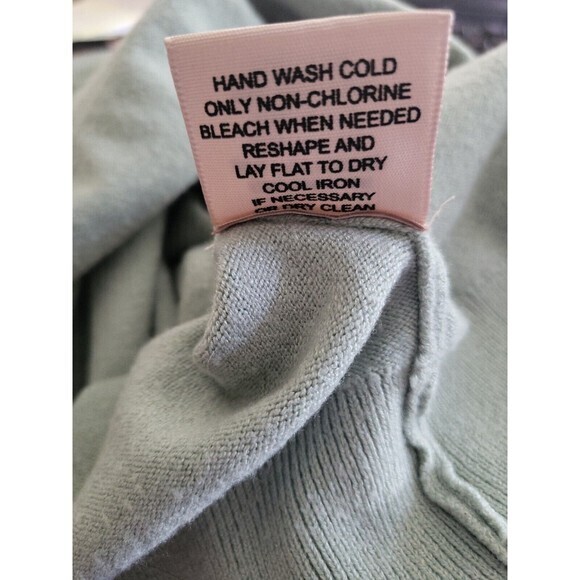 HAND WASH COLD
ONLY NON-CHLORINE
BLEACH WHEN NEEDED
RESHAPE AND
LAY FLAT TO DRY
COOL IRON
IF NECESSARY
OR DRY CLEAN